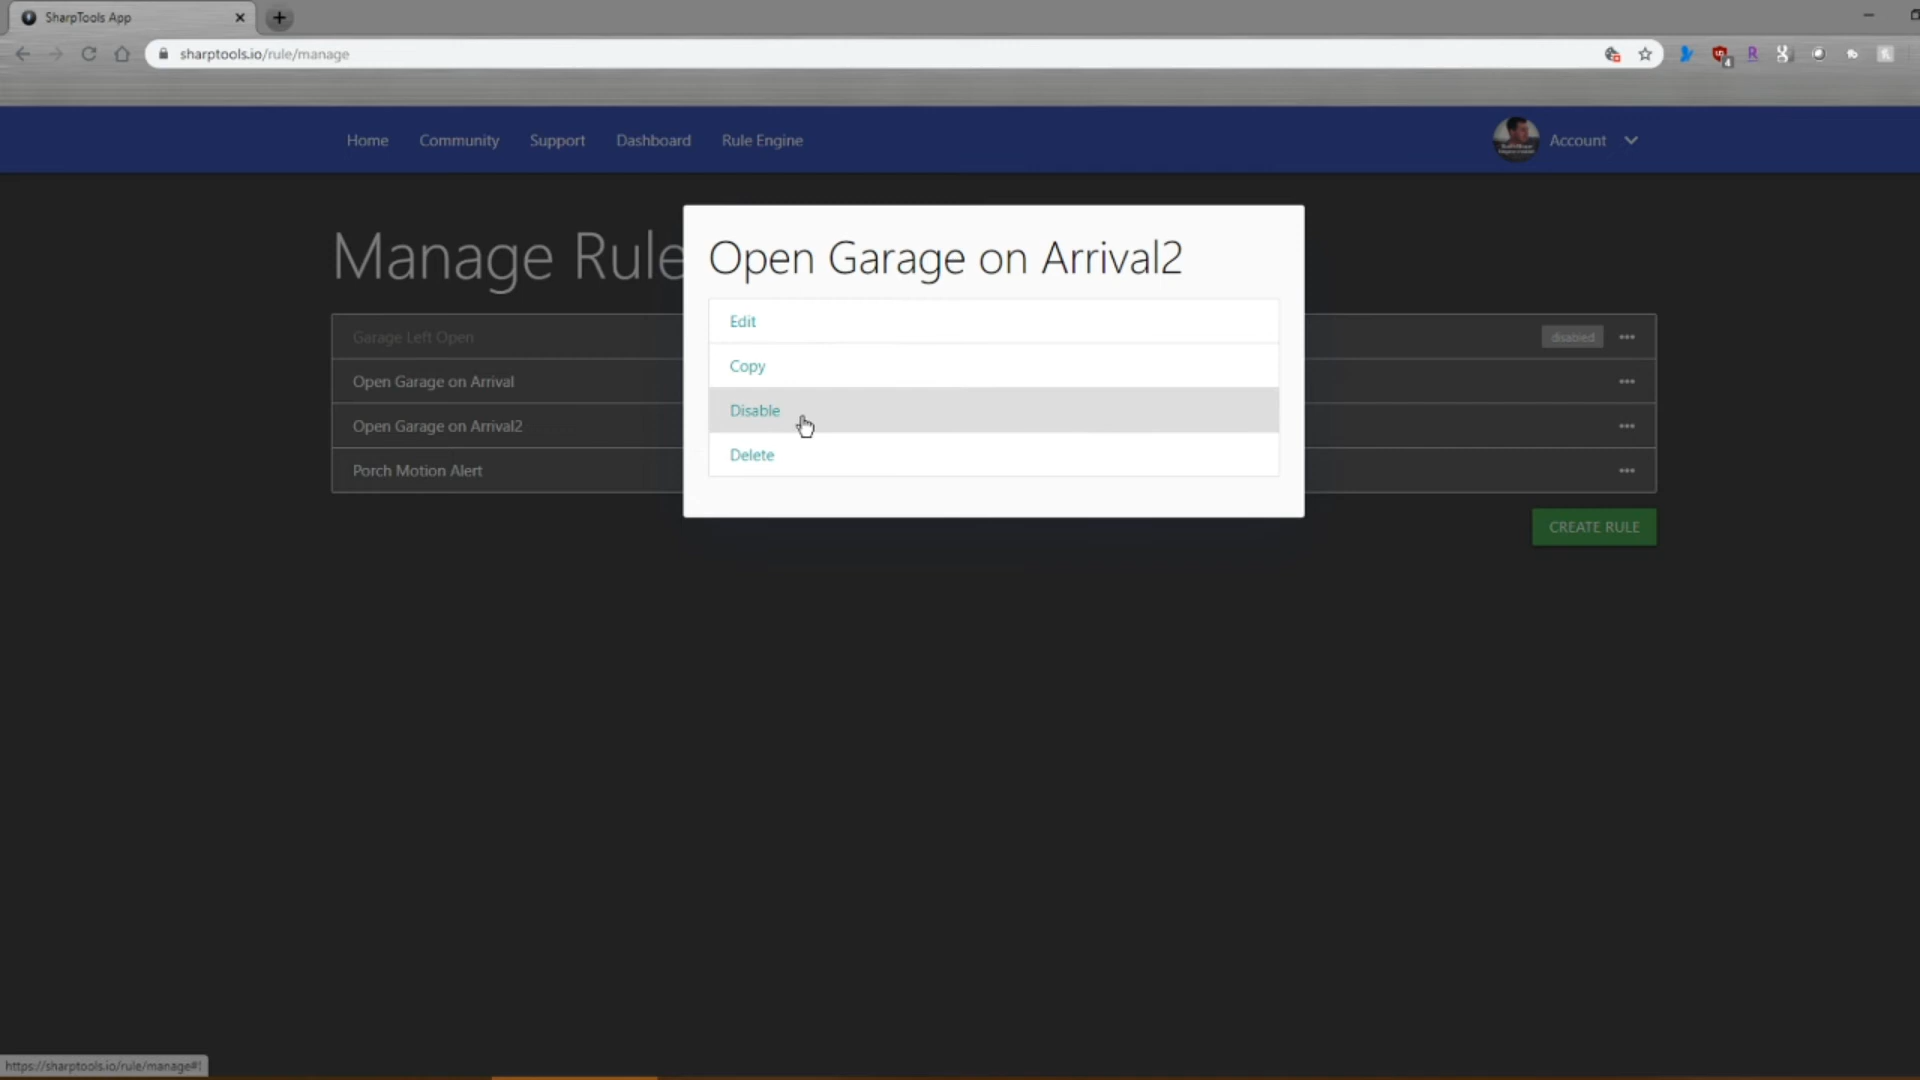 SharpTools App
sharptools.io/rule/manage
4
Home Community Support Dashboard Rule Engine Account
Manage Rule
Open Garage on Arrival2
Edit
Copy
Disable
Delete
Garage Left Open disabled
Open Garage on Arrival
Open Garage on Arrival2
Porch Motion Alert
CREATE RULE
https://sharptools.io/rule/manage#!